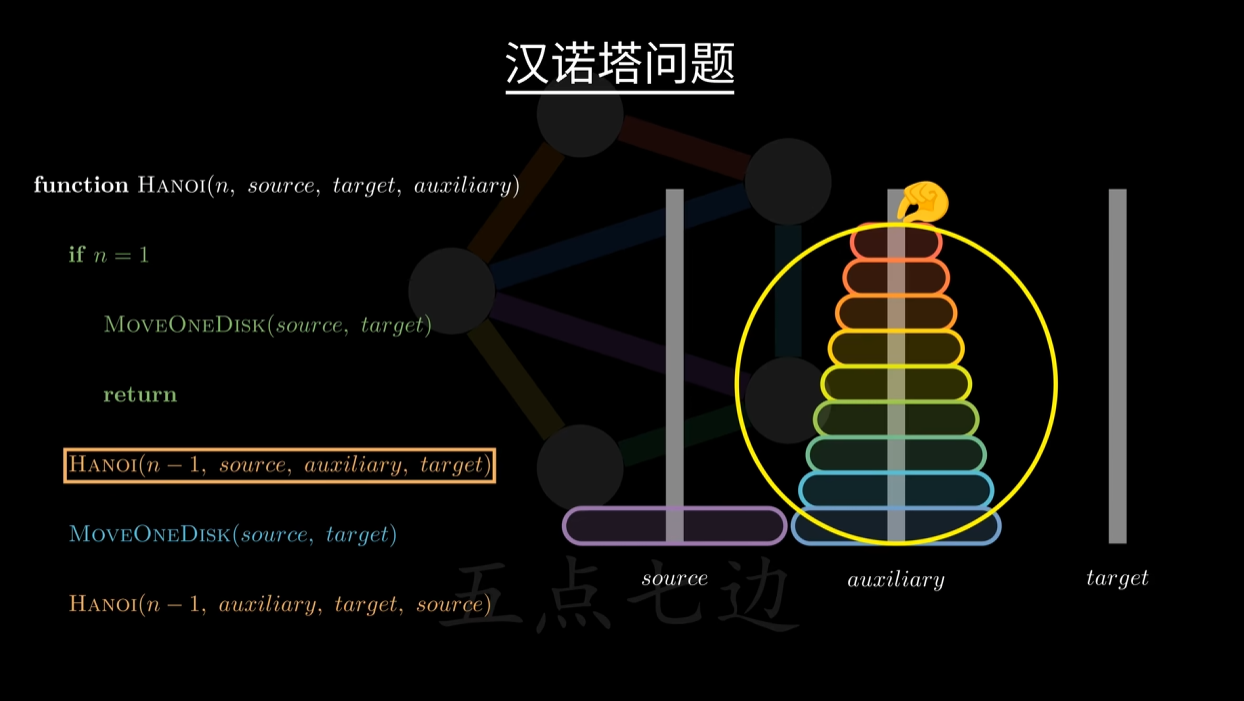 汉诺塔问题
function HANOI(n, source, target, auxiliary)
if n = 1
MOVEONEDISK(source, target)
return
HANOI(n − 1, source, auxiliary, target)
MOVEONEDISK(source, target)
HANOI(n − 1, auxiliary, target, source)
source auxiliary target
五点七边